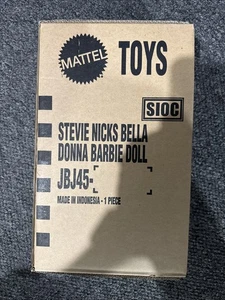 MATTEL
TOYS
SIOC
STEVIE NICKS BELLA
DONNA BARBIE DOLL
JBJ45-
MADE IN INDONESIA - 1 PIECE